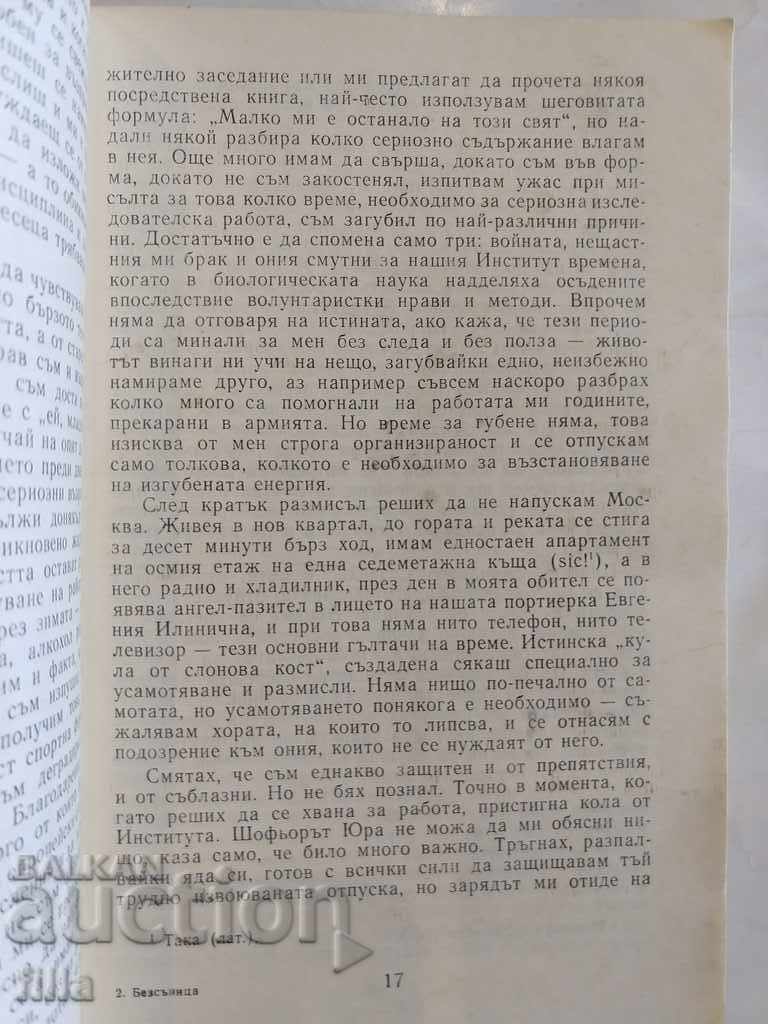 жително заседание или ми предлагат да прочета някоя
посредствена книга, най-често използувам шеговитата
формула: „Малко ми е останало на този свят“, но на-
дали някой разбира колко сериозно съдържание влагам
в нея. Още много имам да свърша, докато съм във фор-
ма, докато не съм закостенял, изпитвам ужас при ми-
сълта за това колко време, необходимо за сериозна изсле-
дователска работа, съм загубил по най-различни причи-
ни. Достатъчно е да спомена само три: войната, нещаст-
ния ми брак и ония смутни за нашия Институт времена,
когато в биологическата наука надделяха осъдените
впоследствие волунтаристки нрави и методи. Впрочем
няма да отговаря на истината, ако кажа, че тези перио-
ди са минали за мен без следа и без полза — живо-
тът винаги ни учи на нещо, загубвайки едно, неизбежно
намираме друго, аз например съвсем наскоро разбрах
колко много са помогнали на работата ми годините,
прекарани в армията. Но време за губене няма, това
изисква от мен строга организираност и се отпускам
само толкова, колкото е необходимо за възстановяване
на изгубената енергия.
След кратък размисъл реших да не напускам Мос-
ква. Живея в нов квартал, до гората и реката се стига
за десет минути бърз ход, имам едностаен апартамент
на осмия етаж на една седеметажна къща (sic!¹), а в
него радио и хладилник, през ден в моята обител се по-
явява ангел-пазител в лицето на нашата портиерка Евге-
ния Илинична, и при това няма нито телефон, нито те-
левизор — тези основни гълтачи на време. Истинска „ку-
ла от слонова кост“, създадена сякаш специално за
усамотяване и размисли. Няма нищо по-печално от са-
мотата, но усамотяването понякога е необходимо — съ-
жалявам хората, на които то липсва, и се отнасям с
подозрение към ония, които не се нуждаят от него.
Смятах, че съм еднакво защитен и от препятствия,
и от съблазни. Но не бях познал. Точно в момента, ко-
гато реших да се хвана за работа, пристигна кола от
Института. Шофьорът Юра не можа да ми обясни ни-
що, каза само, че било много важно. Тръгнах, разпал-
вайки яда си, готов с всички сили да защищавам тъй
трудно извоюваната отпуска, но зарядът ми отиде на
¹ Така (лат.).
2. Безсъница
17
BALKAN
auction
filla